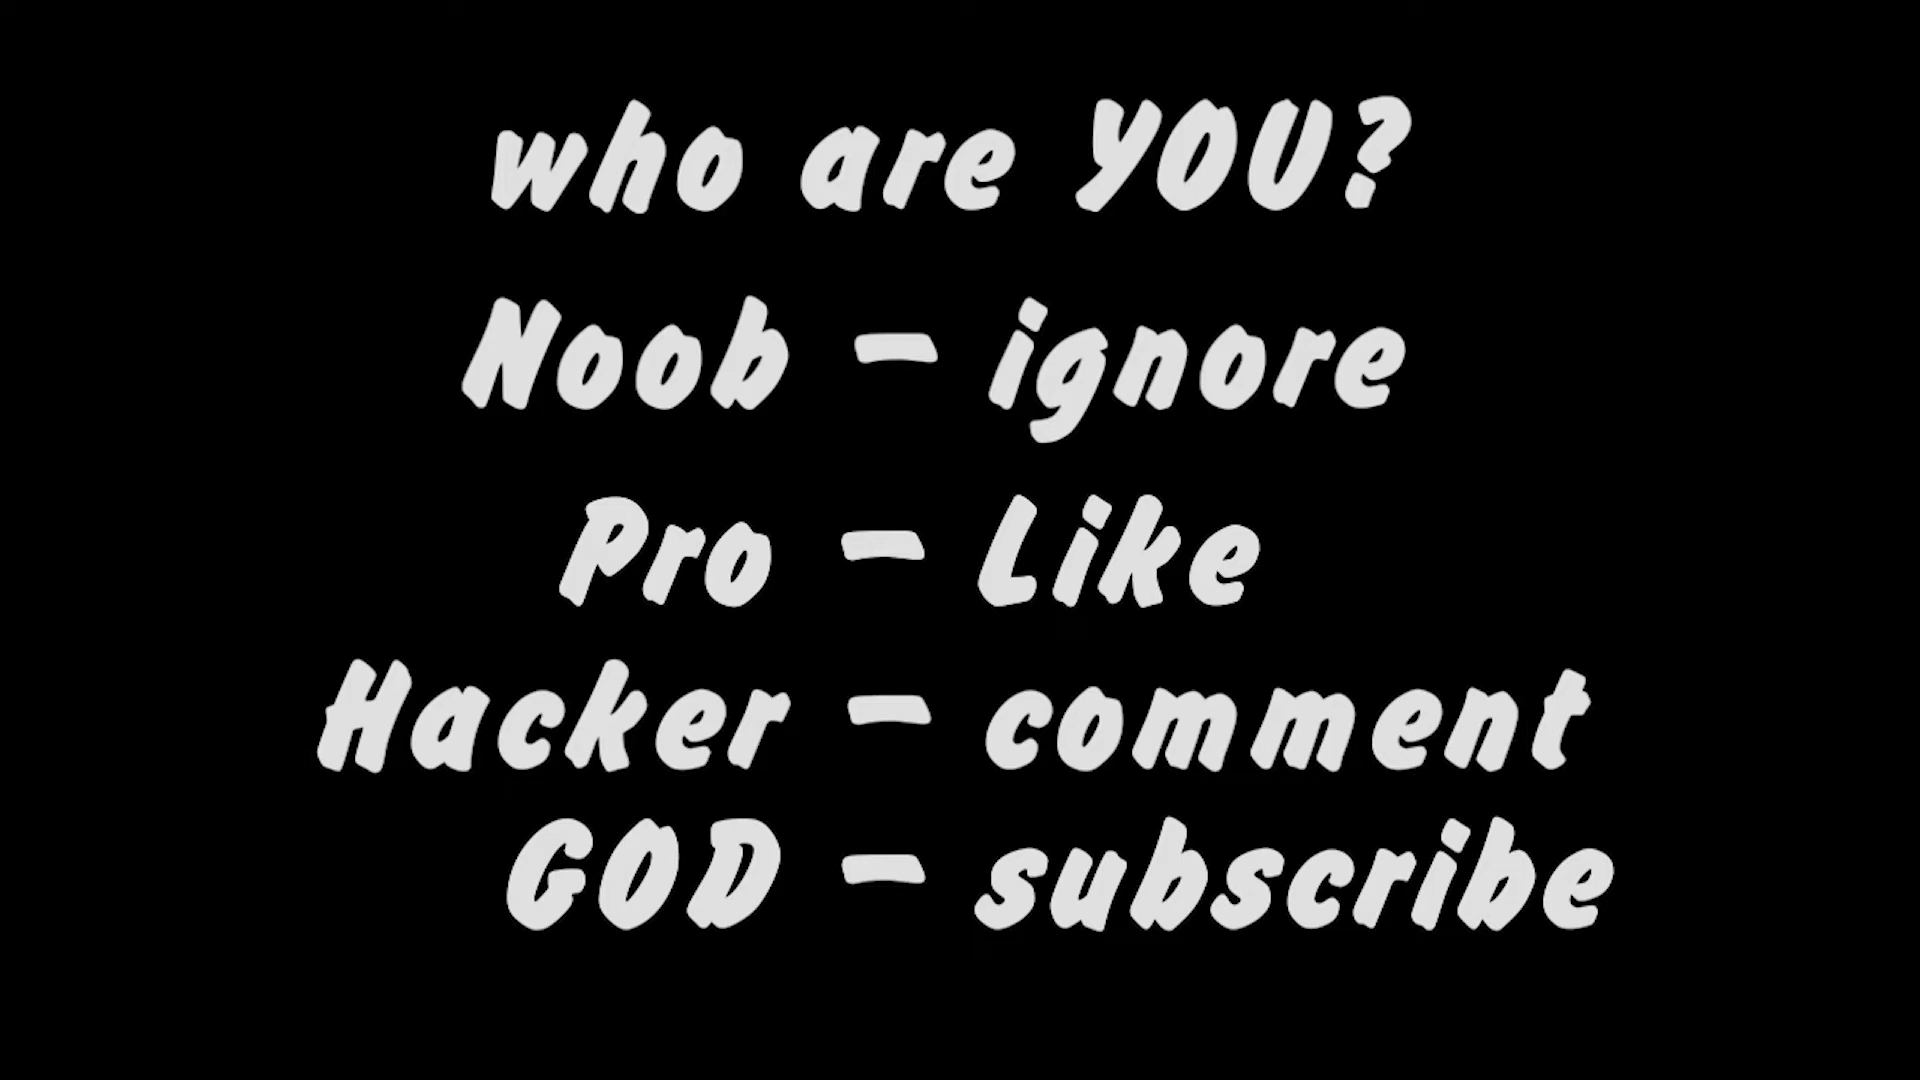 who are YOU?
Noob - ignore
Pro - Like
Hacker - comment
GOD - subscribe